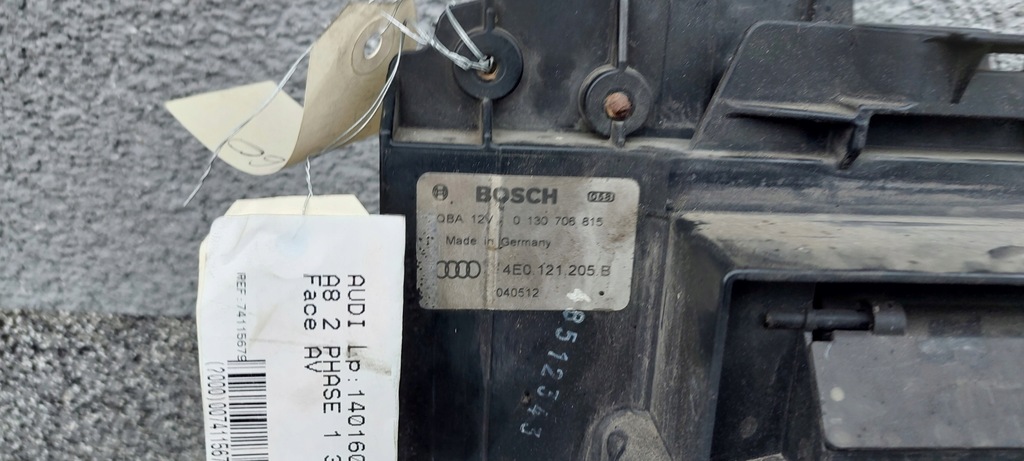 BOSCH
QBA 12V - 0 130 706 815
Made in Germany
4E0.121.205.B
040512
8512343
AUDI Lp:140160
A8 2 PHASE 1 3
Face AV
REF: 74115679